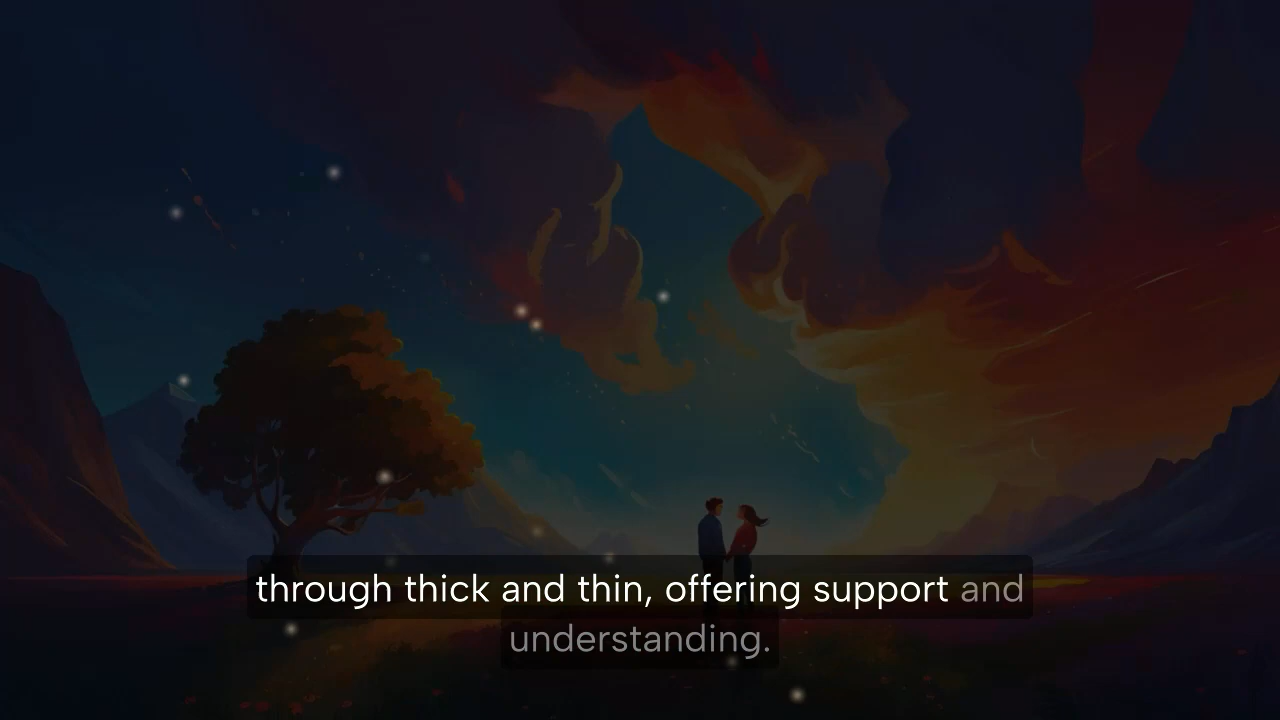 through thick and thin, offering support and
understanding.